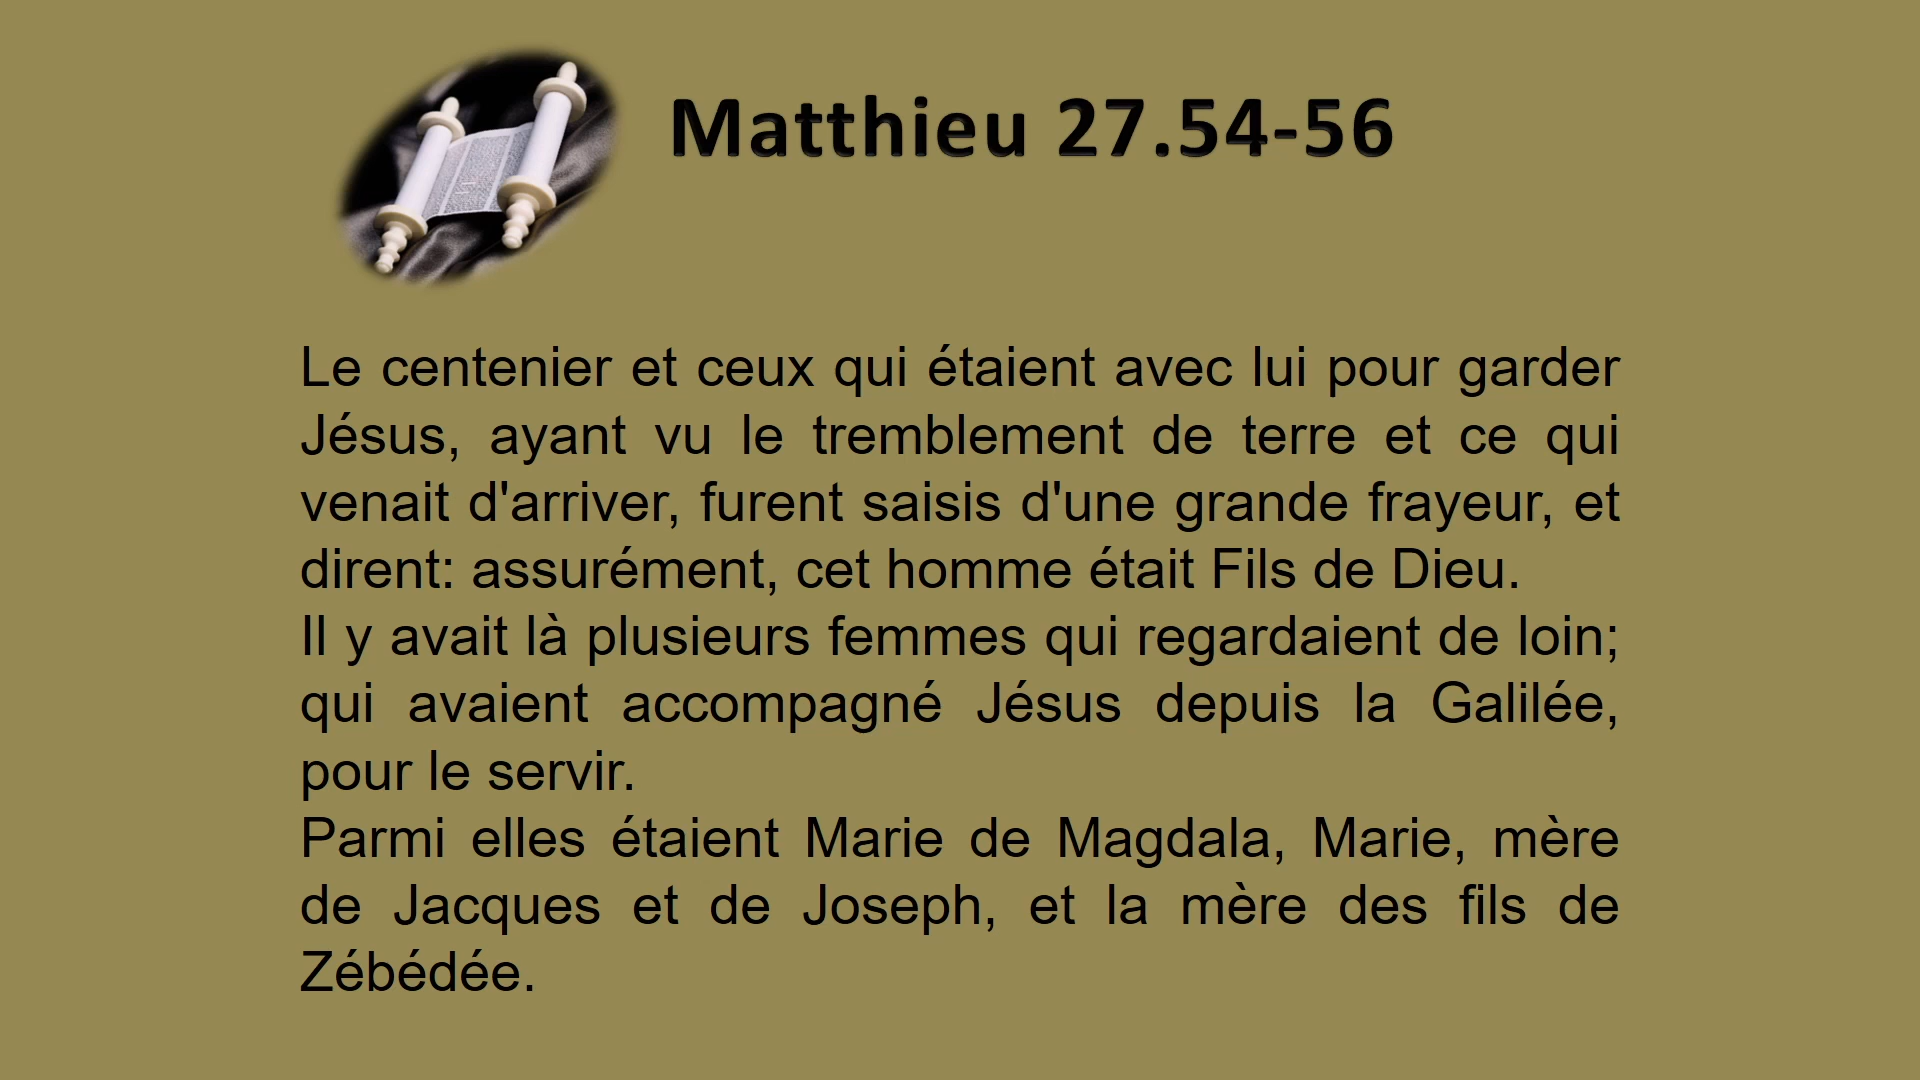 Matthieu 27.54-56
Le centenier et ceux qui étaient avec lui pour garder
Jésus, ayant vu le tremblement de terre et ce qui
venait d'arriver, furent saisis d'une grande frayeur, et
dirent: assurément, cet homme était Fils de Dieu.
Il y avait là plusieurs femmes qui regardaient de loin;
qui avaient accompagné Jésus depuis la Galilée,
pour le servir.
Parmi elles étaient Marie de Magdala, Marie, mère
de Jacques et de Joseph, et la mère des fils de
Zébédée.